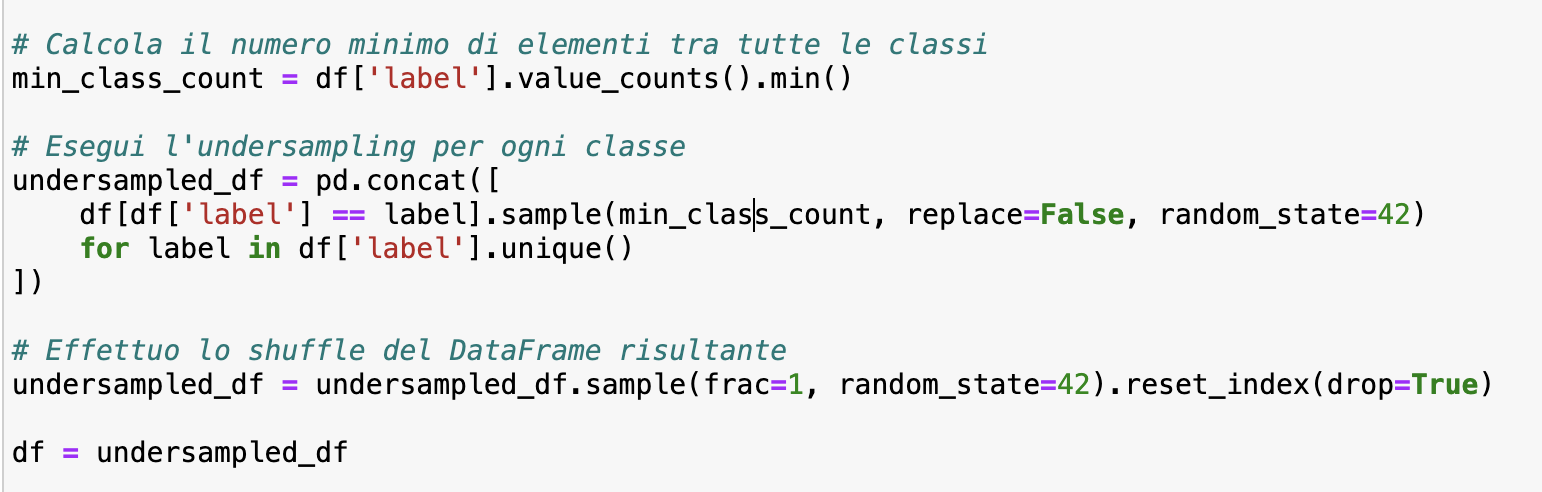 # Calcola il numero minimo di elementi tra tutte le classi
min_class_count = df['label'].value_counts().min()

# Esegui l'undersampling per ogni classe
undersampled_df = pd.concat([
    df[df['label'] == label].sample(min_class_count, replace=False, random_state=42)
    for label in df['label'].unique()
])

# Effettuo lo shuffle del DataFrame risultante
undersampled_df = undersampled_df.sample(frac=1, random_state=42).reset_index(drop=True)

df = undersampled_df